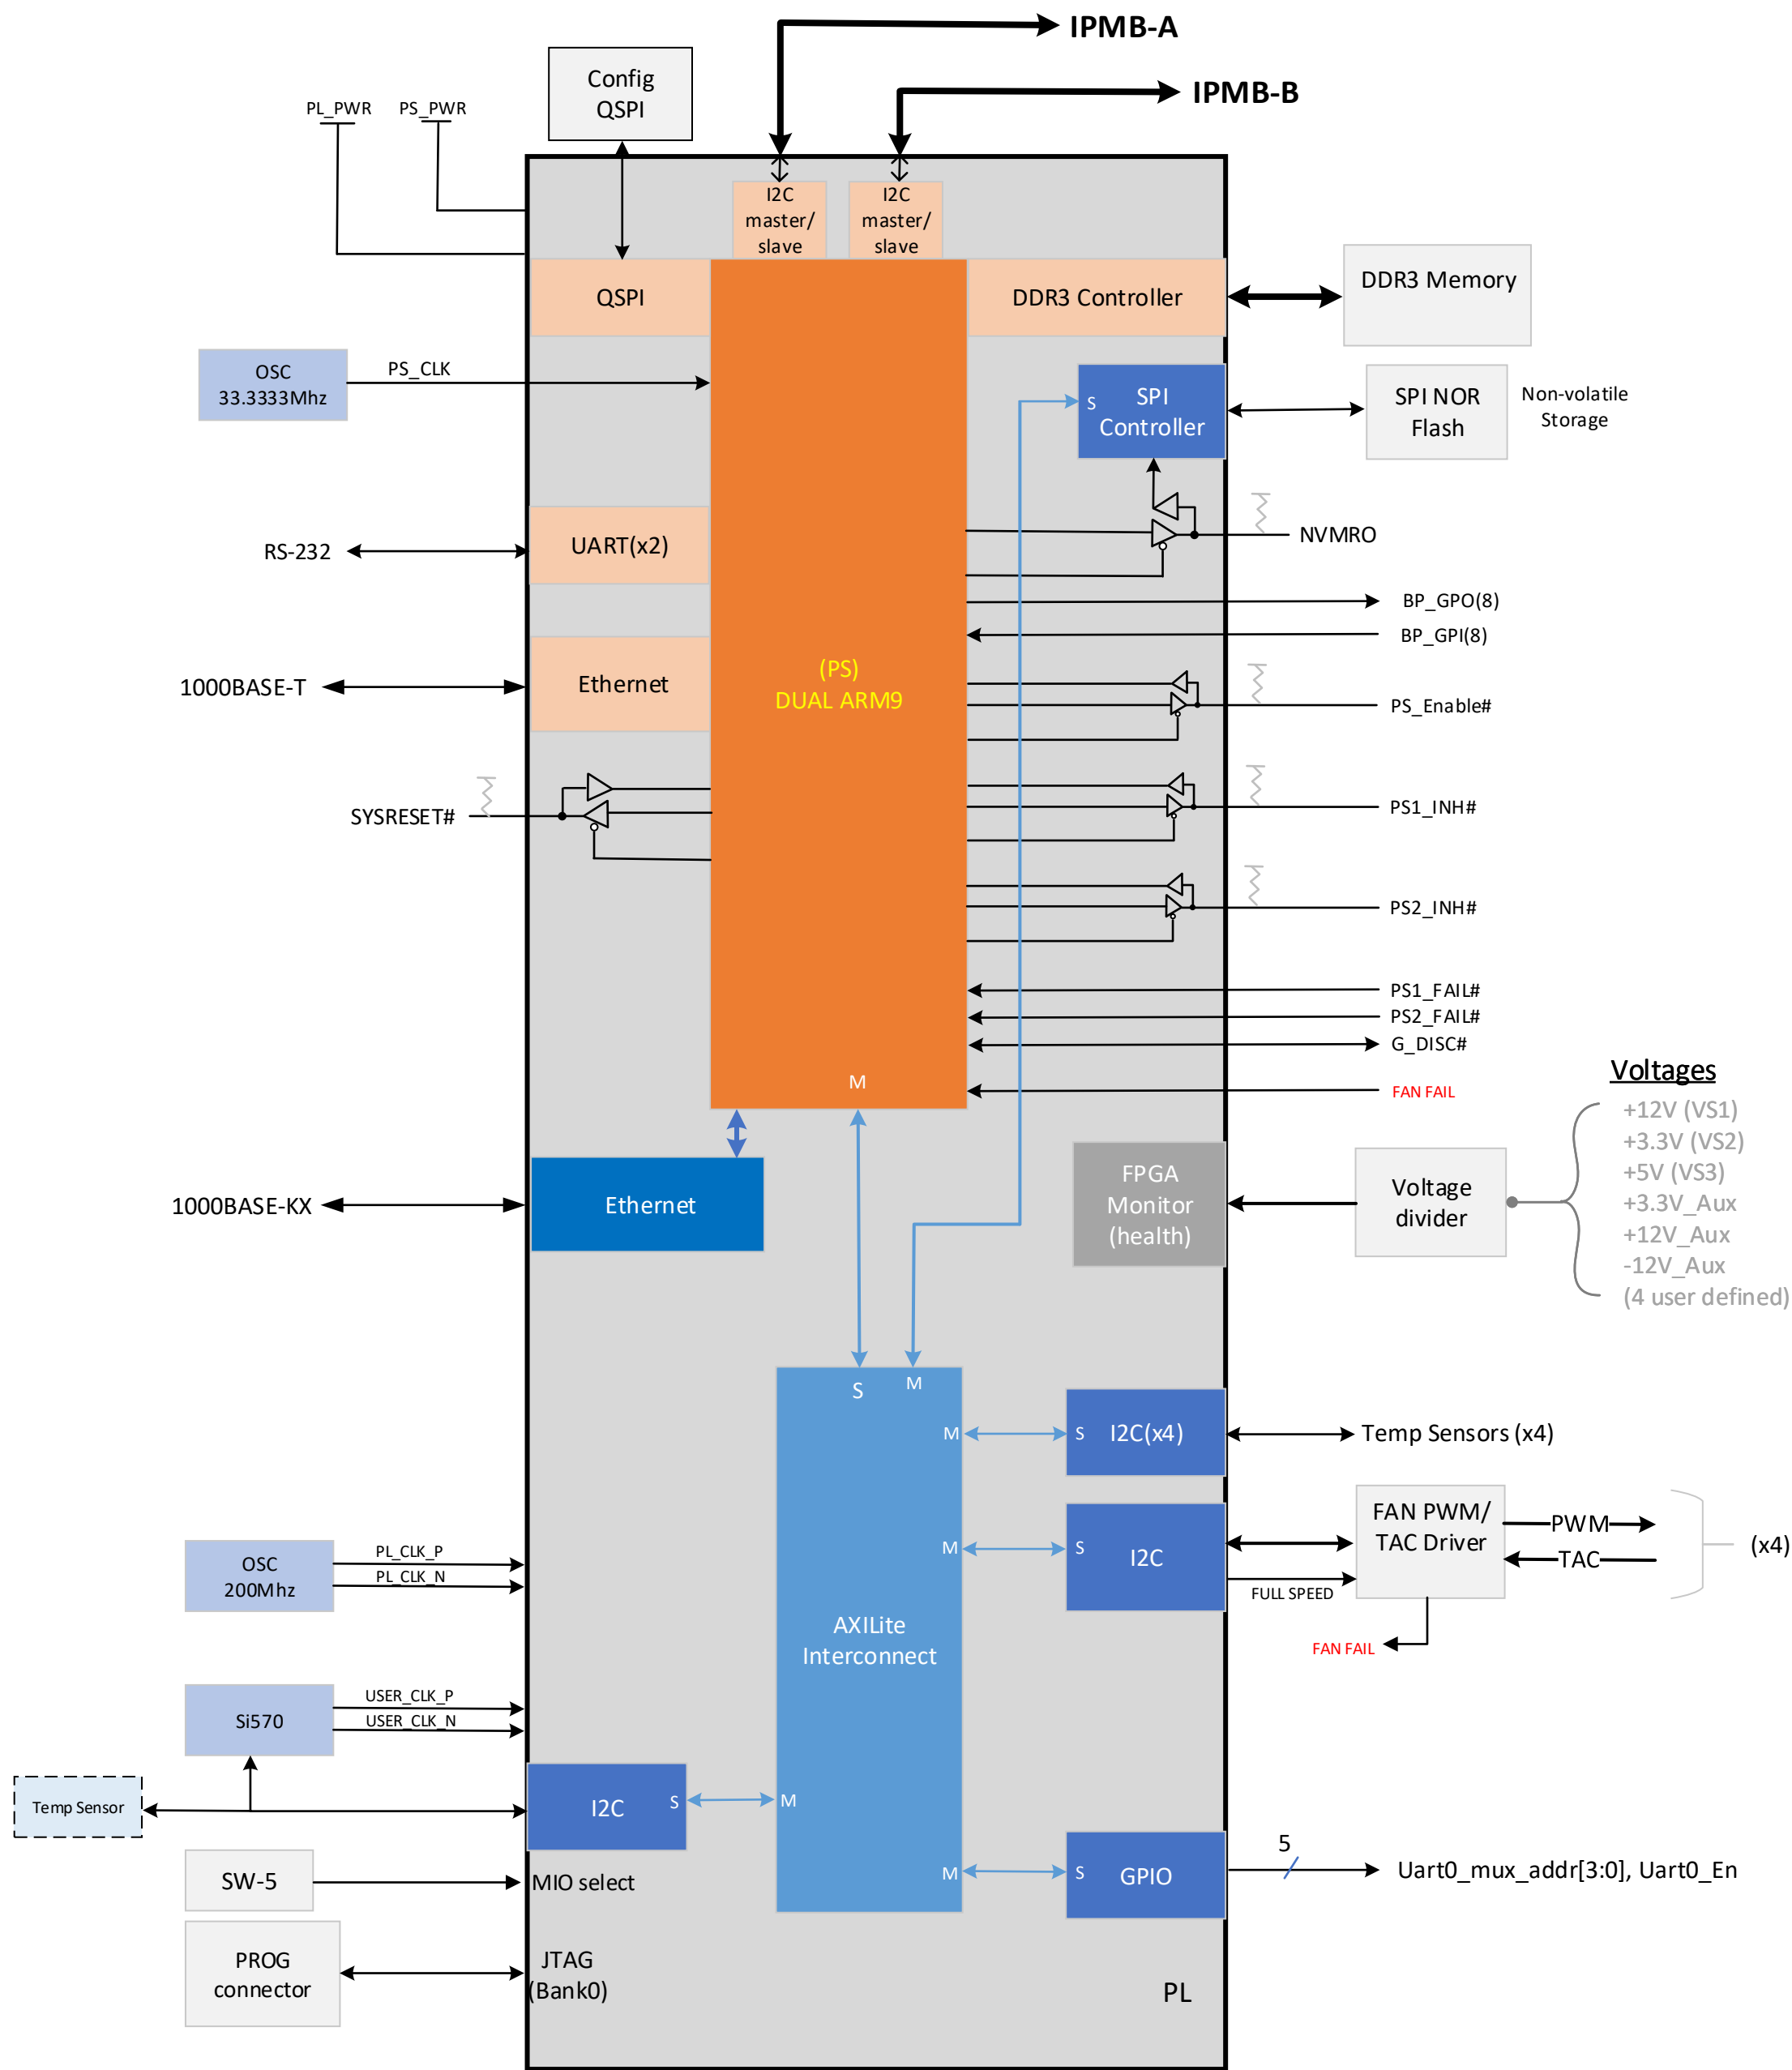 IPMB-A
IPMB-B
Config
QSPI
PL_PWR
PS_PWR
I2C
master/
slave
I2C
master/
slave
QSPI
DDR3 Controller
DDR3 Memory
OSC
33.3333Mhz
PS_CLK
S
SPI
Controller
SPI NOR
Flash
Non-volatile
Storage
RS-232
UART(x2)
NVMRO
BP_GPO(8)
BP_GPI(8)
1000BASE-T
Ethernet
(PS)
DUAL ARM9
PS_Enable#
SYSRESET#
PS1_INH#
PS2_INH#
PS1_FAIL#
PS2_FAIL#
G_DISC#
M
FAN FAIL
Voltages
+12V (VS1)
+3.3V (VS2)
+5V (VS3)
+3.3V_Aux
+12V_Aux
-12V_Aux
(4 user defined)
1000BASE-KX
Ethernet
FPGA
Monitor
(health)
Voltage
divider
S
M
M
S
I2C(x4)
Temp Sensors (x4)
FAN PWM/
TAC Driver
PWM
TAC
(x4)
M
S
I2C
FULL SPEED
FAN FAIL
OSC
200Mhz
PL_CLK_P
PL_CLK_N
AXILite
Interconnect
Si570
USER_CLK_P
USER_CLK_N
Temp Sensor
I2C
S
M
SW-5
MIO select
M
S
GPIO
5
Uart0_mux_addr[3:0], Uart0_En
PROG
connector
JTAG
(Bank0)
PL